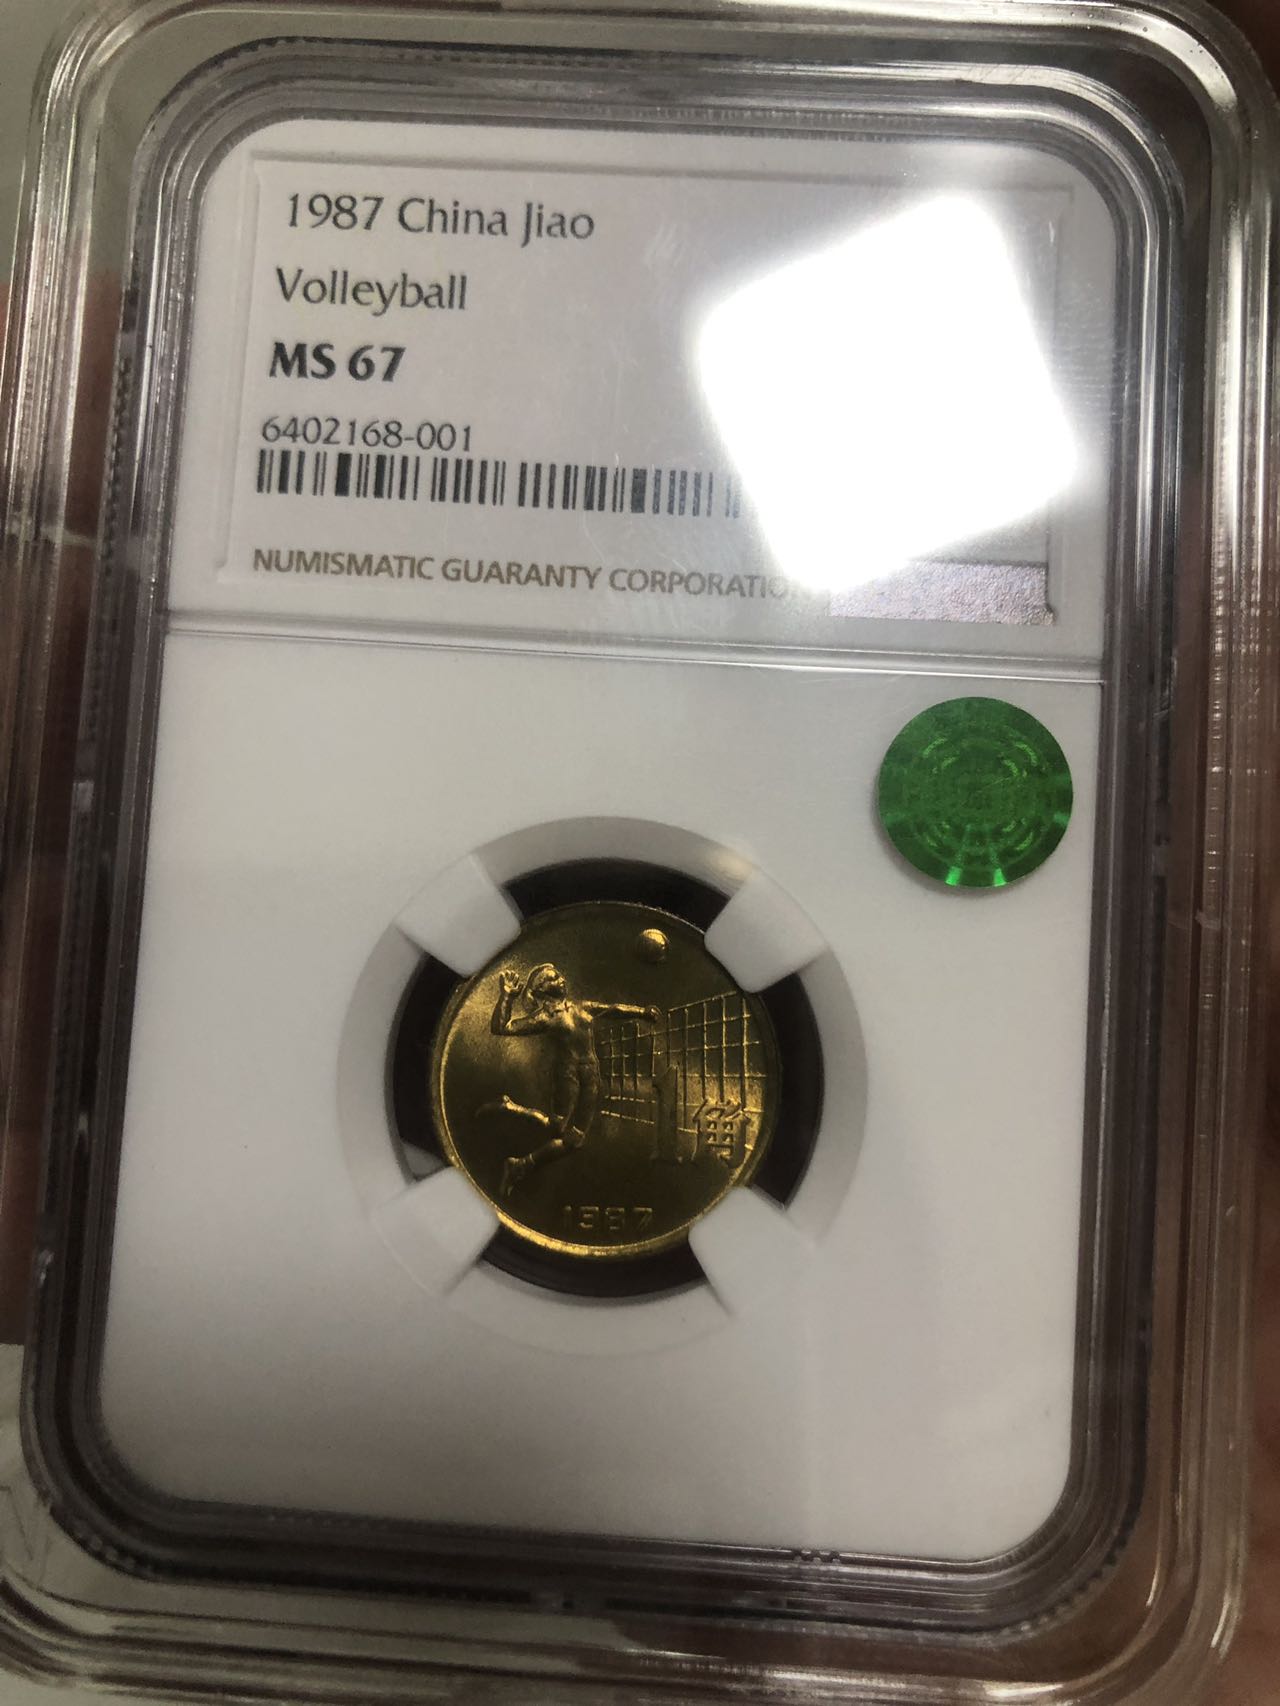 1987 China Jiao
Volleyball
MS 67
6402168-001
NUMISMATIC GUARANTY CORPORATIO
1角
1987